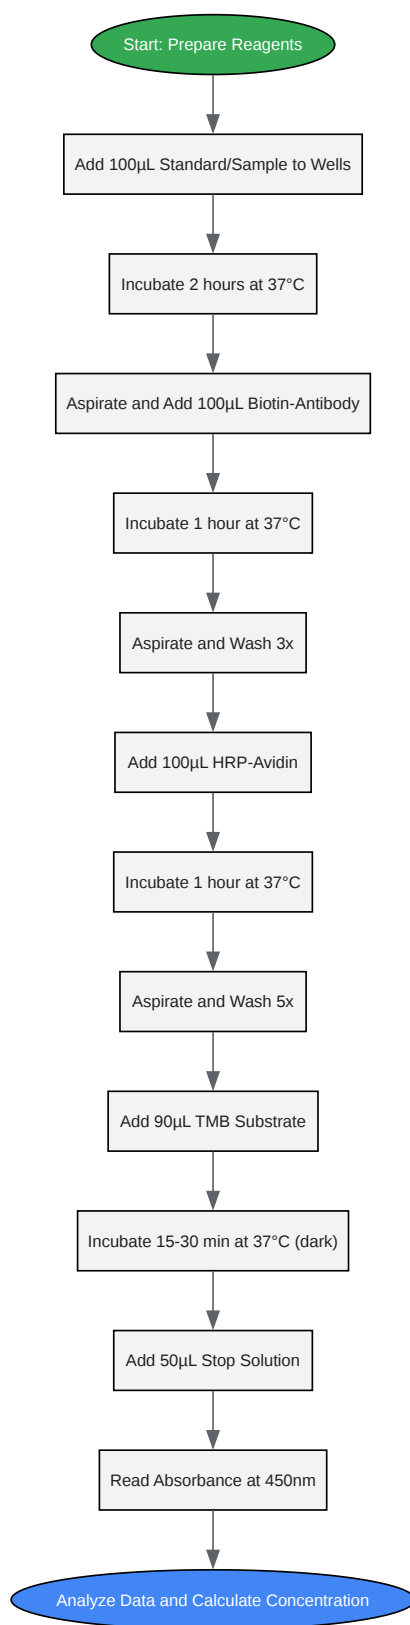 Start: Prepare Reagents
Add 100µL Standard/Sample to Wells
Incubate 2 hours at 37°C
Aspirate and Add 100µL Biotin-Antibody
Incubate 1 hour at 37°C
Aspirate and Wash 3x
Add 100µL HRP-Avidin
Incubate 1 hour at 37°C
Aspirate and Wash 5x
Add 90µL TMB Substrate
Incubate 15-30 min at 37°C (dark)
Add 50µL Stop Solution
Read Absorbance at 450nm
Analyze Data and Calculate Concentration